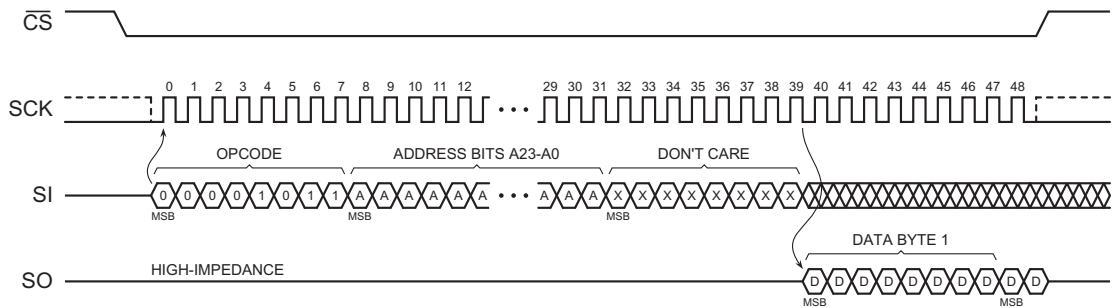 CS
0 1 2 3 4 5 6 7 8 9 10 11 12 29 30 31 32 33 34 35 36 37 38 39 40 41 42 43 44 45 46 47 48
SCK
OPCODE ADDRESS BITS A23-A0 DON'T CARE
SI 0 0 0 0 1 0 1 1 A A A A A A A A A X X X X X X X X
MSB MSB MSB
DATA BYTE 1
HIGH-IMPEDANCE
SO D D D D D D D D D D
MSB MSB